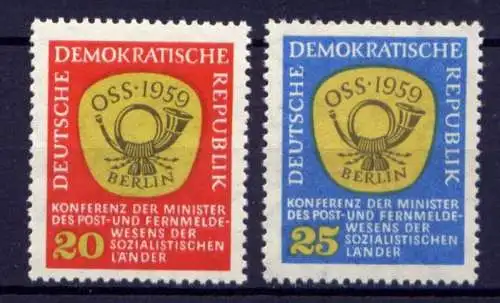 DEUTSCHE
DEMOKRATISCHE
REPUBLIK
OSS·1959
BERLIN
KONFERENZ DER MINISTER
DES POST- UND FERNMELDE-
WESENS DER
20 SOZIALISTISCHEN
LÄNDER
DEUTSCHE
DEMOKRATISCHE
REPUBLIK
OSS·1959
BERLIN
KONFERENZ DER MINISTER
DES POST- UND FERNMELDE-
WESENS DER
25 SOZIALISTISCHEN
LÄNDER